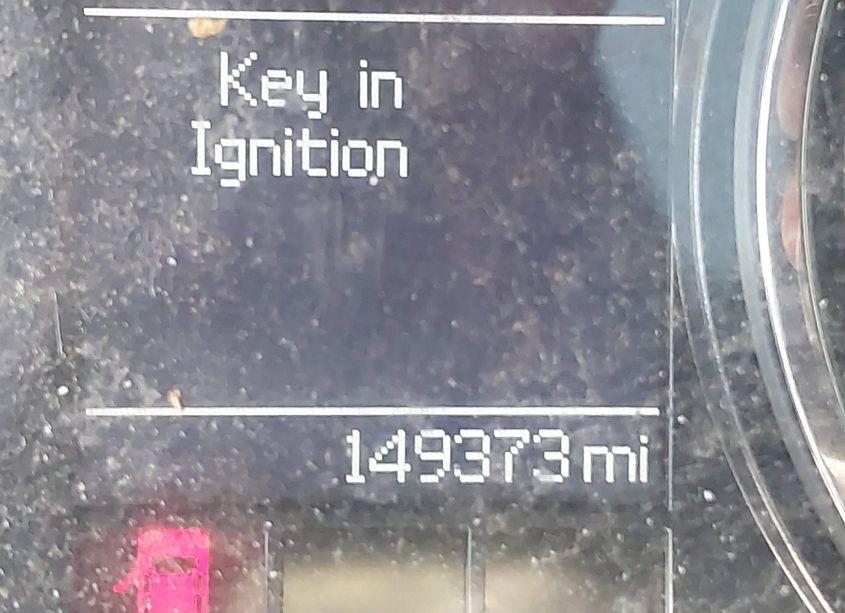 Key in
Ignition
149373 mi